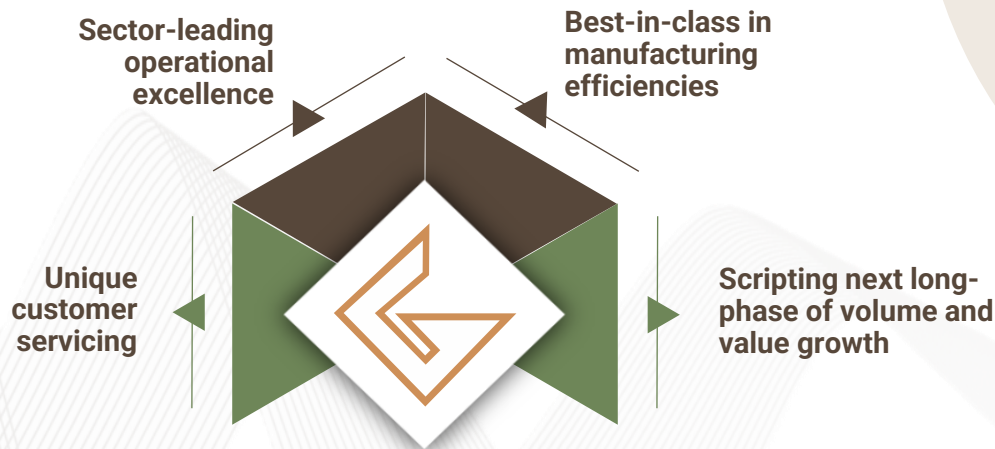 Sector-leading
operational
excellence
Best-in-class in
manufacturing
efficiencies
Unique
customer
servicing
Scripting next long-
phase of volume and
value growth